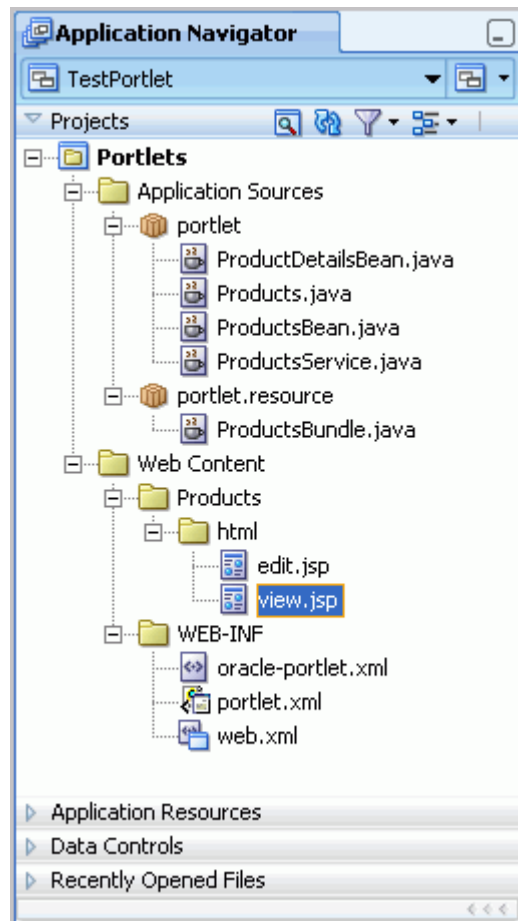 Application Navigator
TestPortlet
Projects
Portlets
Application Sources
portlet
ProductDetailsBean.java
Products.java
ProductsBean.java
ProductsService.java
portlet.resource
ProductsBundle.java
Web Content
Products
html
edit.jsp
view.jsp
WEB-INF
oracle-portlet.xml
portlet.xml
web.xml
Application Resources
Data Controls
Recently Opened Files